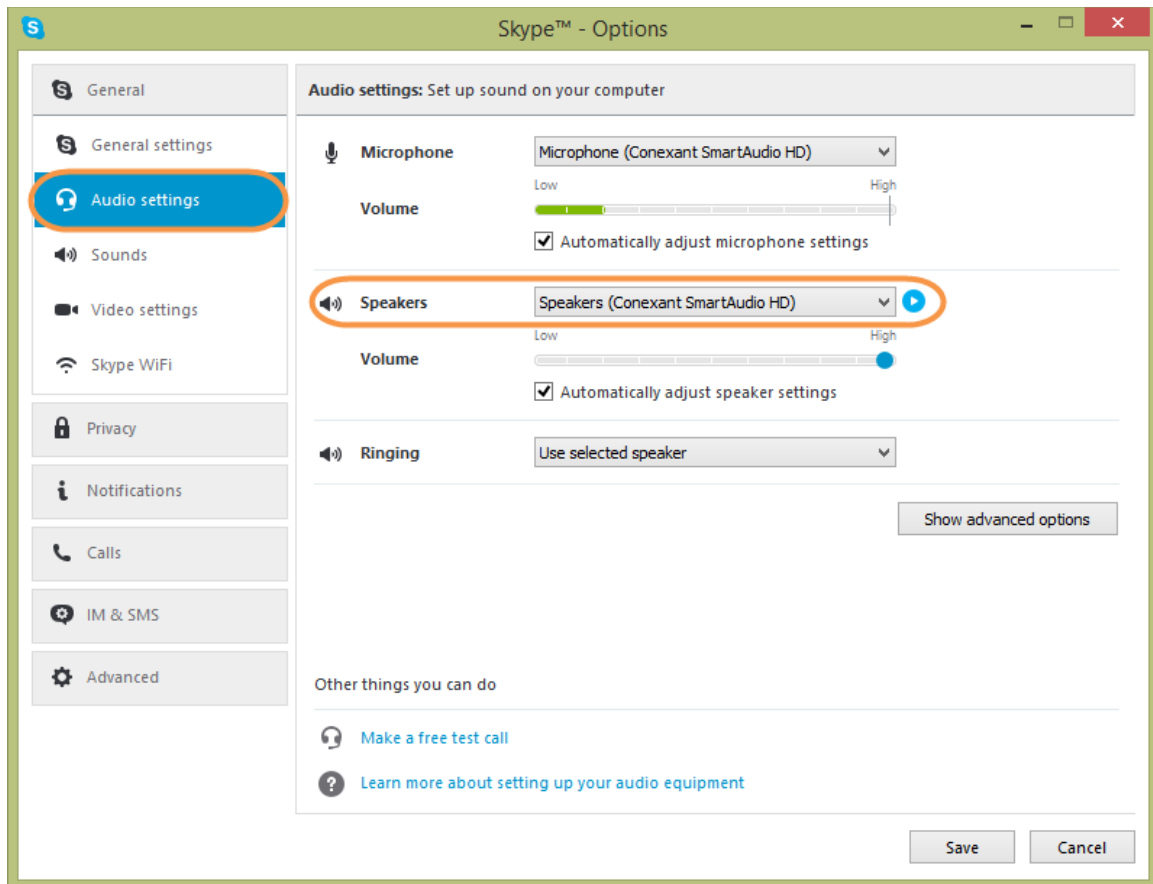 Skype™ - Options
General
General settings
Audio settings
Sounds
Video settings
Skype WiFi
Privacy
Notifications
Calls
IM & SMS
Advanced
Audio settings: Set up sound on your computer
Microphone Microphone (Conexant SmartAudio HD)
Low High
Volume
Automatically adjust microphone settings
Speakers Speakers (Conexant SmartAudio HD)
Low High
Volume
Automatically adjust speaker settings
Ringing Use selected speaker
Show advanced options
Other things you can do
Make a free test call
Learn more about setting up your audio equipment
Save Cancel